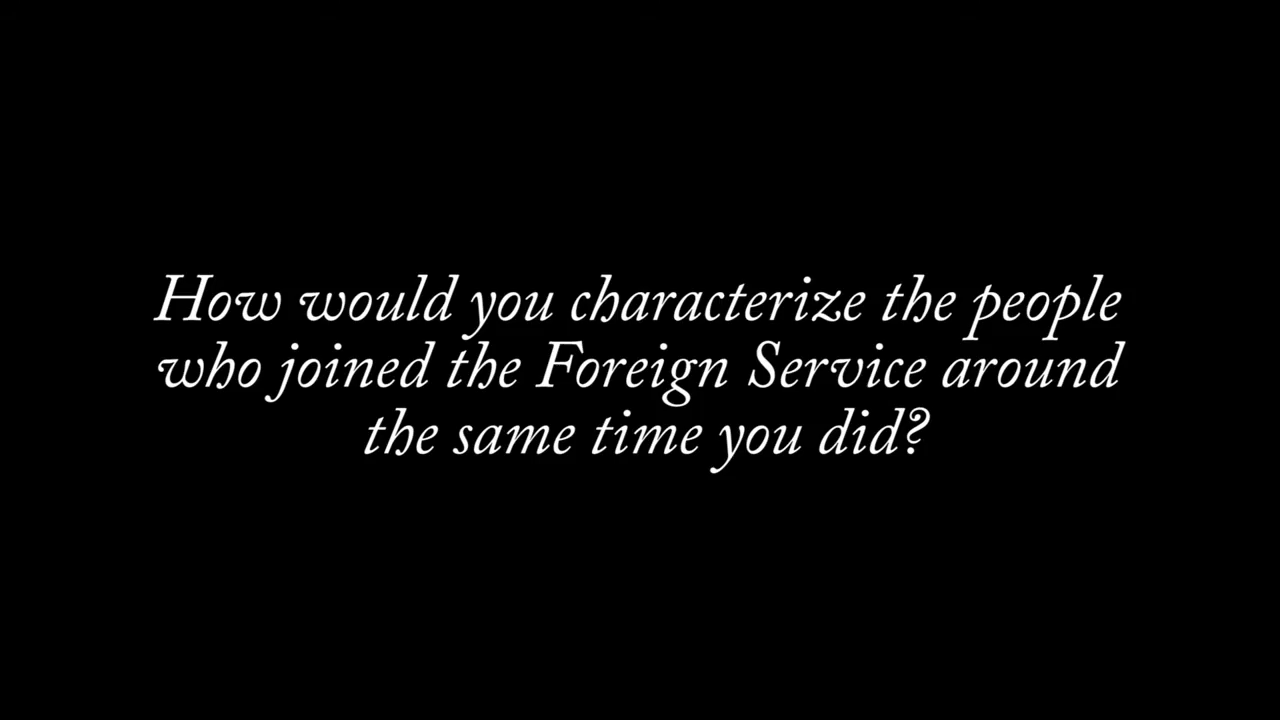 How would you characterize the people
who joined the Foreign Service around
the same time you did?